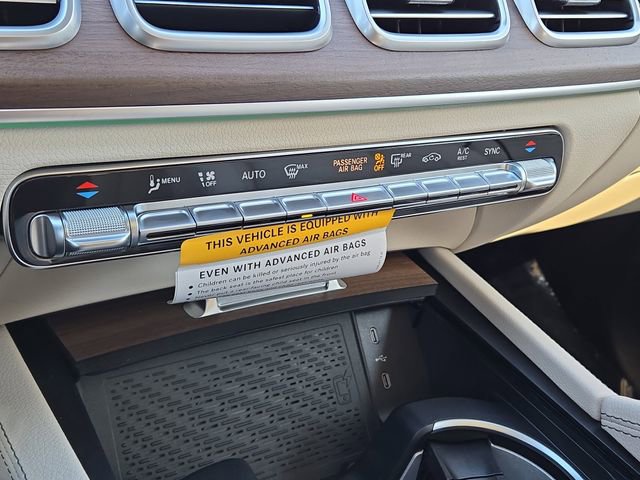 MENU
1
OFF
AUTO
MAX
PASSENGER
AIR BAG
OFF
REAR
A/C
REST
SYNC
THIS VEHICLE IS EQUIPPED WITH
ADVANCED AIR BAGS
EVEN WITH ADVANCED AIR BAGS
Children can be killed or seriously injured by the air bag
The back seat is the safest place for children